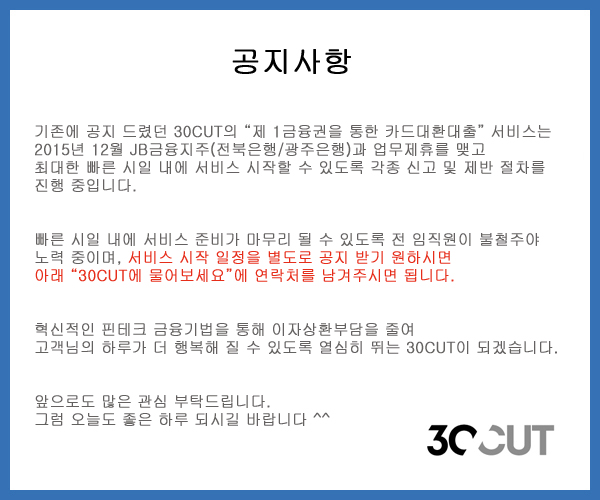 공지사항
기존에 공지 드렸던 30CUT의 “제 1금융권을 통한 카드대환대출” 서비스는
2015년 12월 JB금융지주(전북은행/광주은행)과 업무제휴를 맺고
최대한 빠른 시일 내에 서비스 시작할 수 있도록 각종 신고 및 제반 절차를
진행 중입니다.
빠른 시일 내에 서비스 준비가 마무리 될 수 있도록 전 임직원이 불철주야
노력 중이며, 서비스 시작 일정을 별도로 공지 받기 원하시면
아래 “30CUT에 물어보세요”에 연락처를 남겨주시면 됩니다.
혁신적인 핀테크 금융기법을 통해 이자상환부담을 줄여
고객님의 하루가 더 행복해 질 수 있도록 열심히 뛰는 30CUT이 되겠습니다.
앞으로도 많은 관심 부탁드립니다.
그럼 오늘도 좋은 하루 되시길 바랍니다 ^^
30CUT